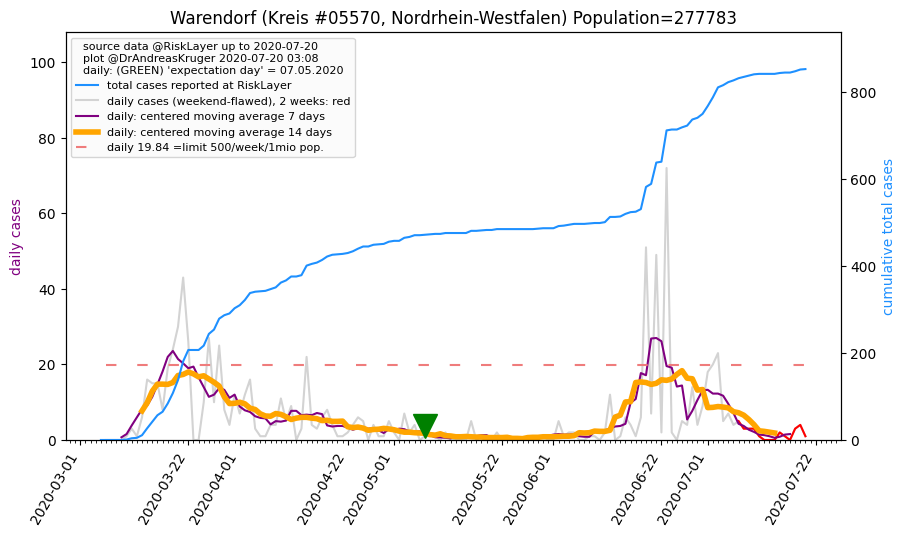 Warendorf (Kreis #05570, Nordrhein-Westfalen) Population=277783
source data @RiskLayer up to 2020-07-20
plot @DrAndreasKruger 2020-07-20 03:08
daily: (GREEN) 'expectation day' = 07.05.2020
total cases reported at RiskLayer
daily cases (weekend-flawed), 2 weeks: red
daily: centered moving average 7 days
daily: centered moving average 14 days
daily 19.84 =limit 500/week/1mio pop.
daily cases
100
80
60
40
20
0
cumulative total cases
800
600
400
200
0
2020-03-01
2020-03-22
2020-04-01
2020-04-22
2020-05-01
2020-05-22
2020-06-01
2020-06-22
2020-07-01
2020-07-22